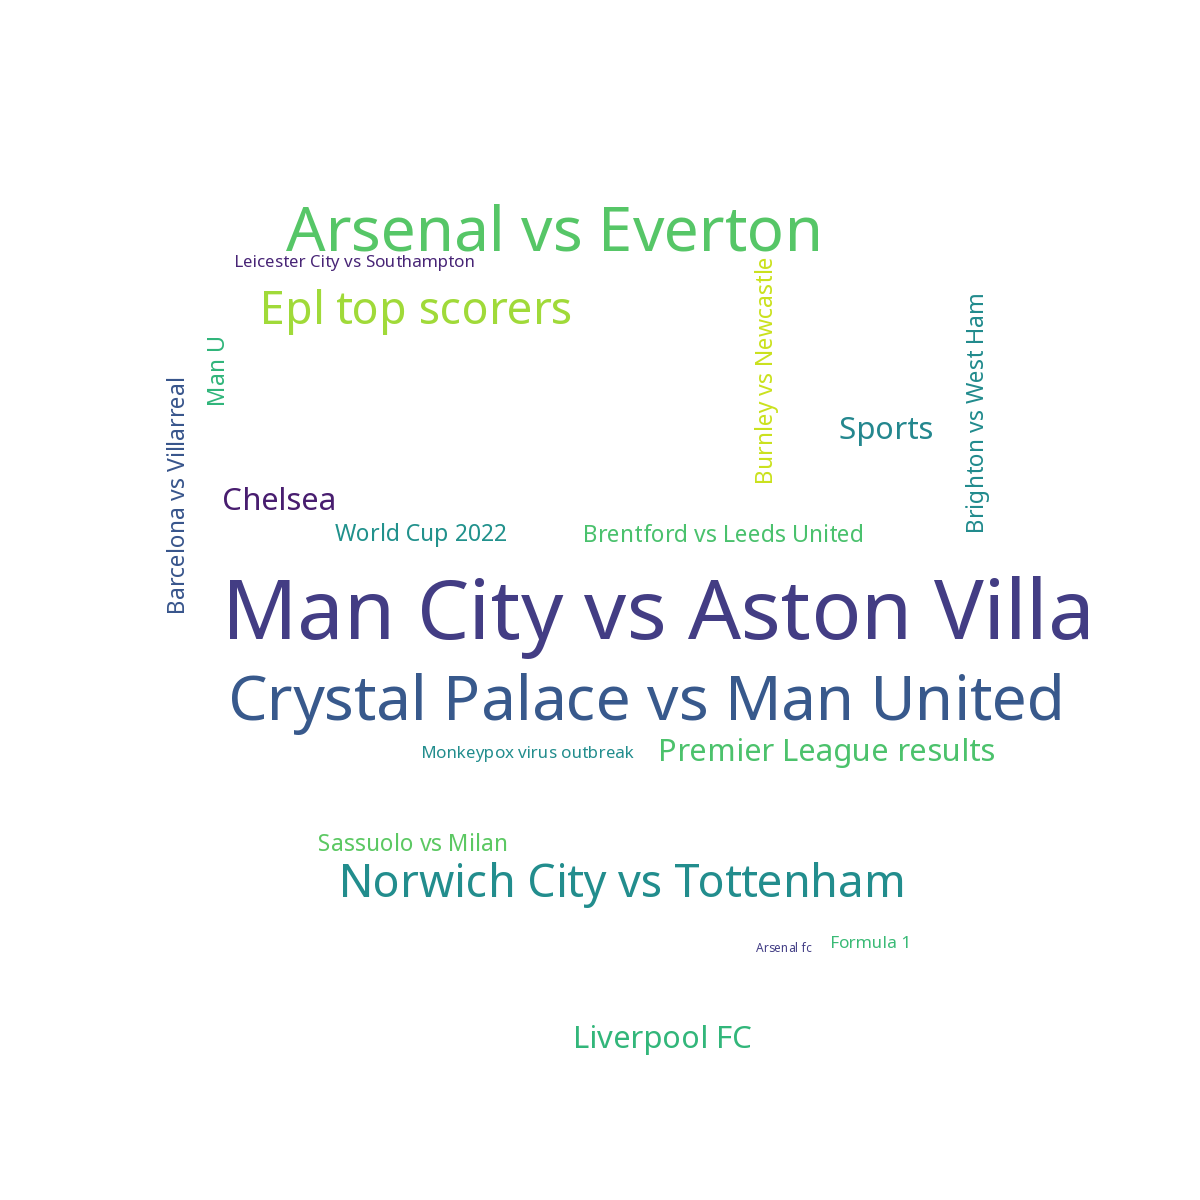 Arsenal vs Everton
Leicester City vs Southampton
Epl top scorers
Burnley vs Newcastle
Brighton vs West Ham
Man U
Barcelona vs Villarreal
Sports
Chelsea
World Cup 2022
Brentford vs Leeds United
Man City vs Aston Villa
Crystal Palace vs Man United
Monkeypox virus outbreak
Premier League results
Sassuolo vs Milan
Norwich City vs Tottenham
Arsenal fc
Formula 1
Liverpool FC